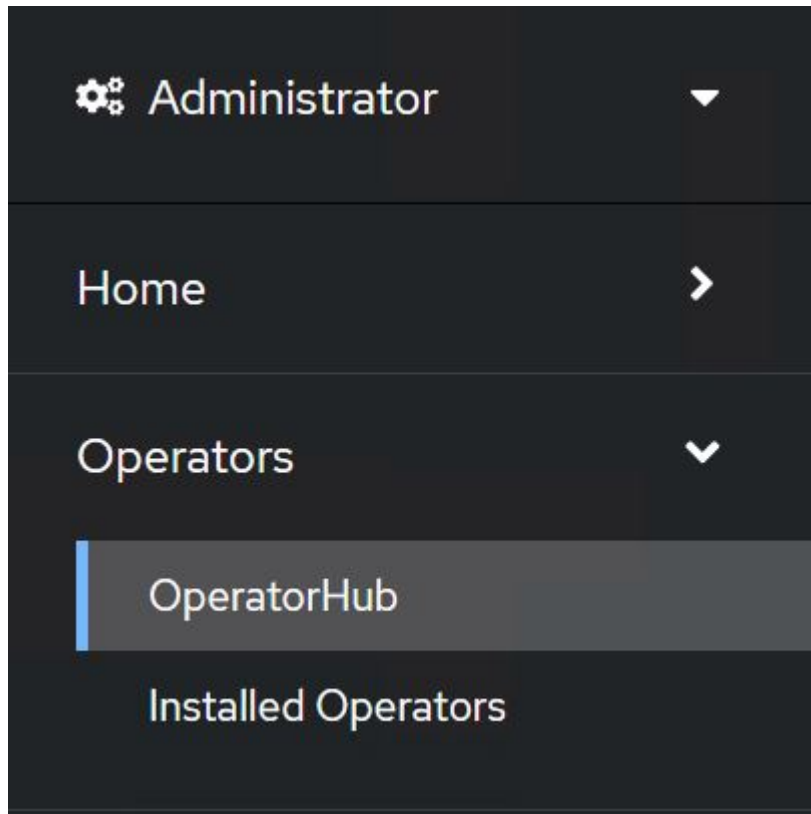 Administrator
Home
Operators
OperatorHub
Installed Operators